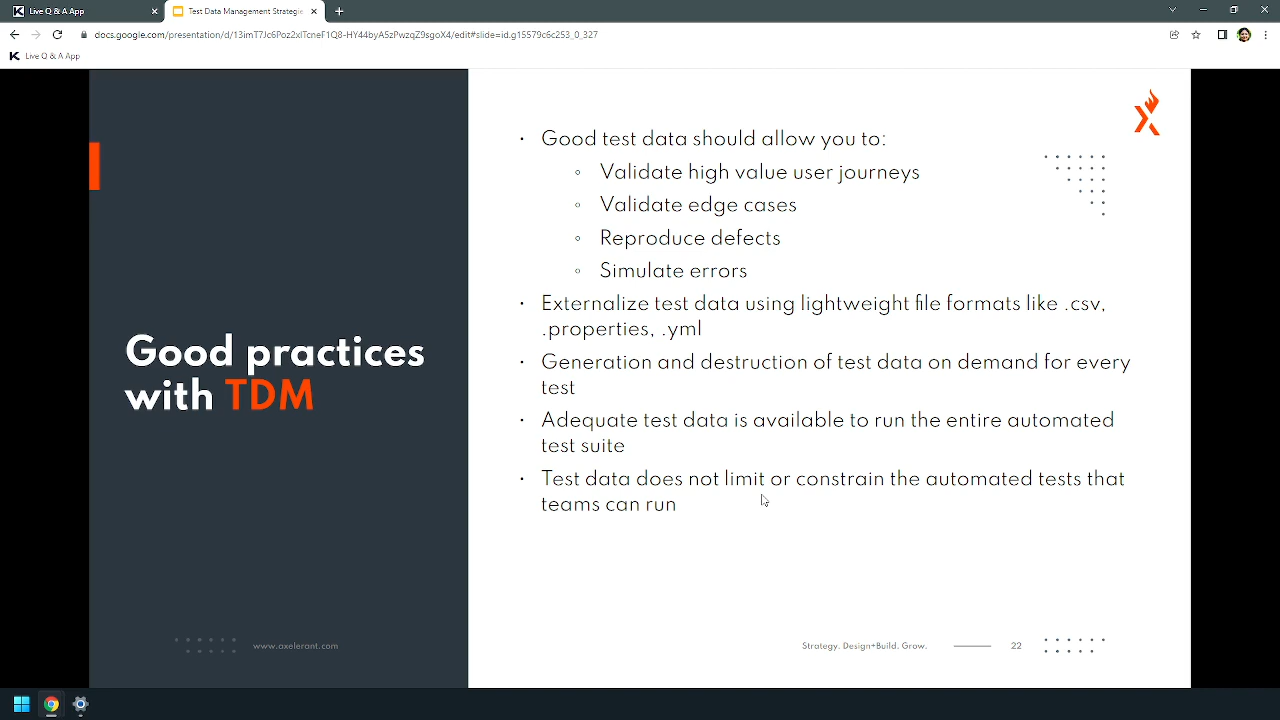 Live Q & A App
Test Data Management Strategie
docs.google.com/presentation/d/13imT7Jc6Poz2xITcneF1Q8-HY44byA5zPwzqZ9sgoX4/edit#slide=id.g15579c6c253_0_327
Live Q & A App
Good practices
with TDM
www.axelerant.com
· Good test data should allow you to:
◦ Validate high value user journeys
◦ Validate edge cases
◦ Reproduce defects
◦ Simulate errors
· Externalize test data using lightweight file formats like .csv,
.properties, .yml
· Generation and destruction of test data on demand for every
test
· Adequate test data is available to run the entire automated
test suite
· Test data does not limit or constrain the automated tests that
teams can run
Strategy. Design+Build. Grow.
22